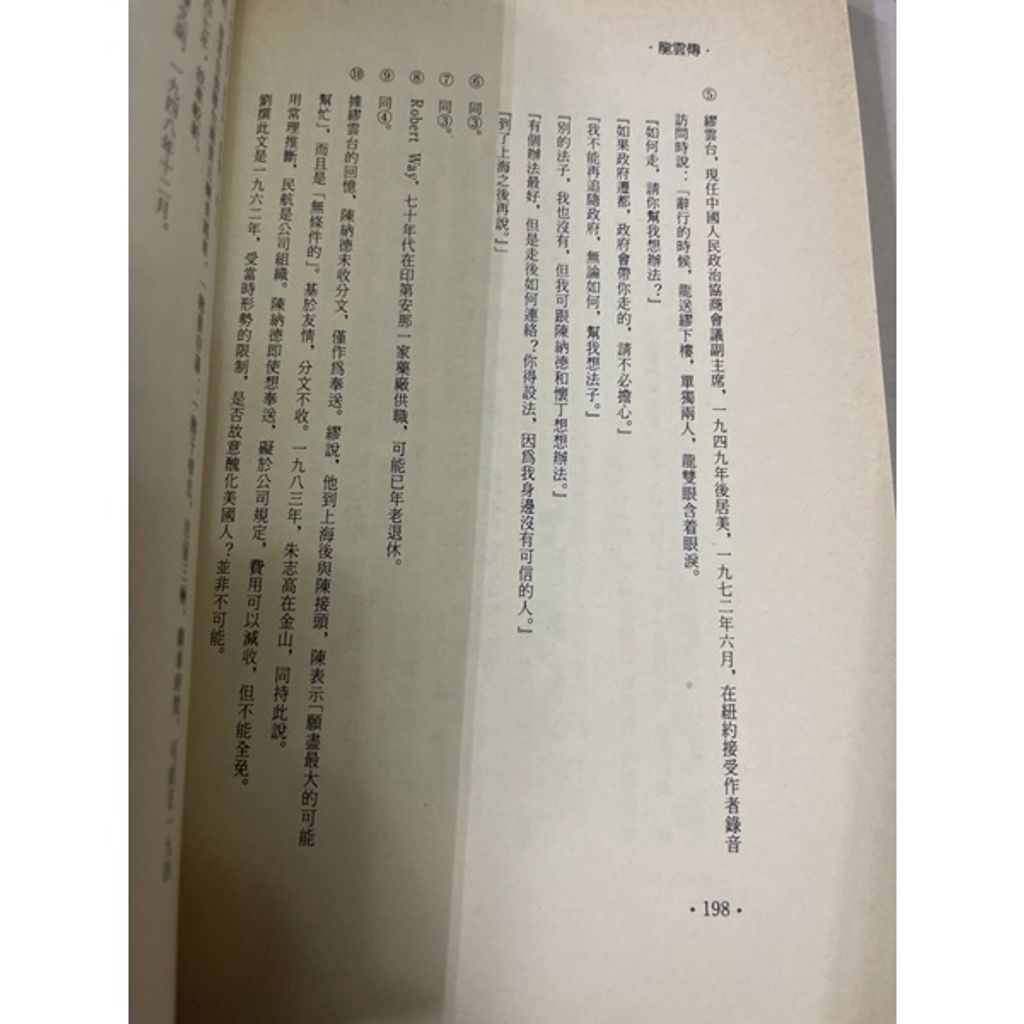 ·龍雲傳·
⑤ 繆雲台，現任中國人民政治協商會議副主席，一九四九年後居美，一九七二年六月，在紐約接受作者錄音
訪問時說：「辭行的時候，龍送繆下樓，單獨兩人，龍雙眼含着眼淚。
『如何走，請你幫我想辦法？』
『如果政府遷都，政府會帶你走的，請不必擔心。』
『我不能再追隨政府，無論如何，幫我想法子。』
『別的法子，我也沒有，但我可跟陳納德和懷丁想想辦法。』
『有個辦法最好，但是走後如何連絡？你得設法，因爲我身邊沒有可信的人。』
『到了上海之後再說。』」
⑥ 同③。
⑦ 同③。
⑧ Robert Way，七十年代在印第安那一家藥廠供職，可能已年老退休。
⑨ 同④。
⑩ 據繆雲台的回憶，陳納德未收分文，僅作爲奉送。繆說，他到上海後與陳接頭，陳表示「願盡最大的可能
幫忙」，而且是「無條件的」。基於友情，分文不收。一九八三年，朱志高在金山，同持此說。
用常理推斷，民航是公司組織。陳納德即使想奉送，礙於公司規定，費用可以減收，但不能全免。
劉撰此文是一九六二年，受當時形勢的限制，是否故意醜化美國人？並非不可能。
·198·
一九四八年十二月。